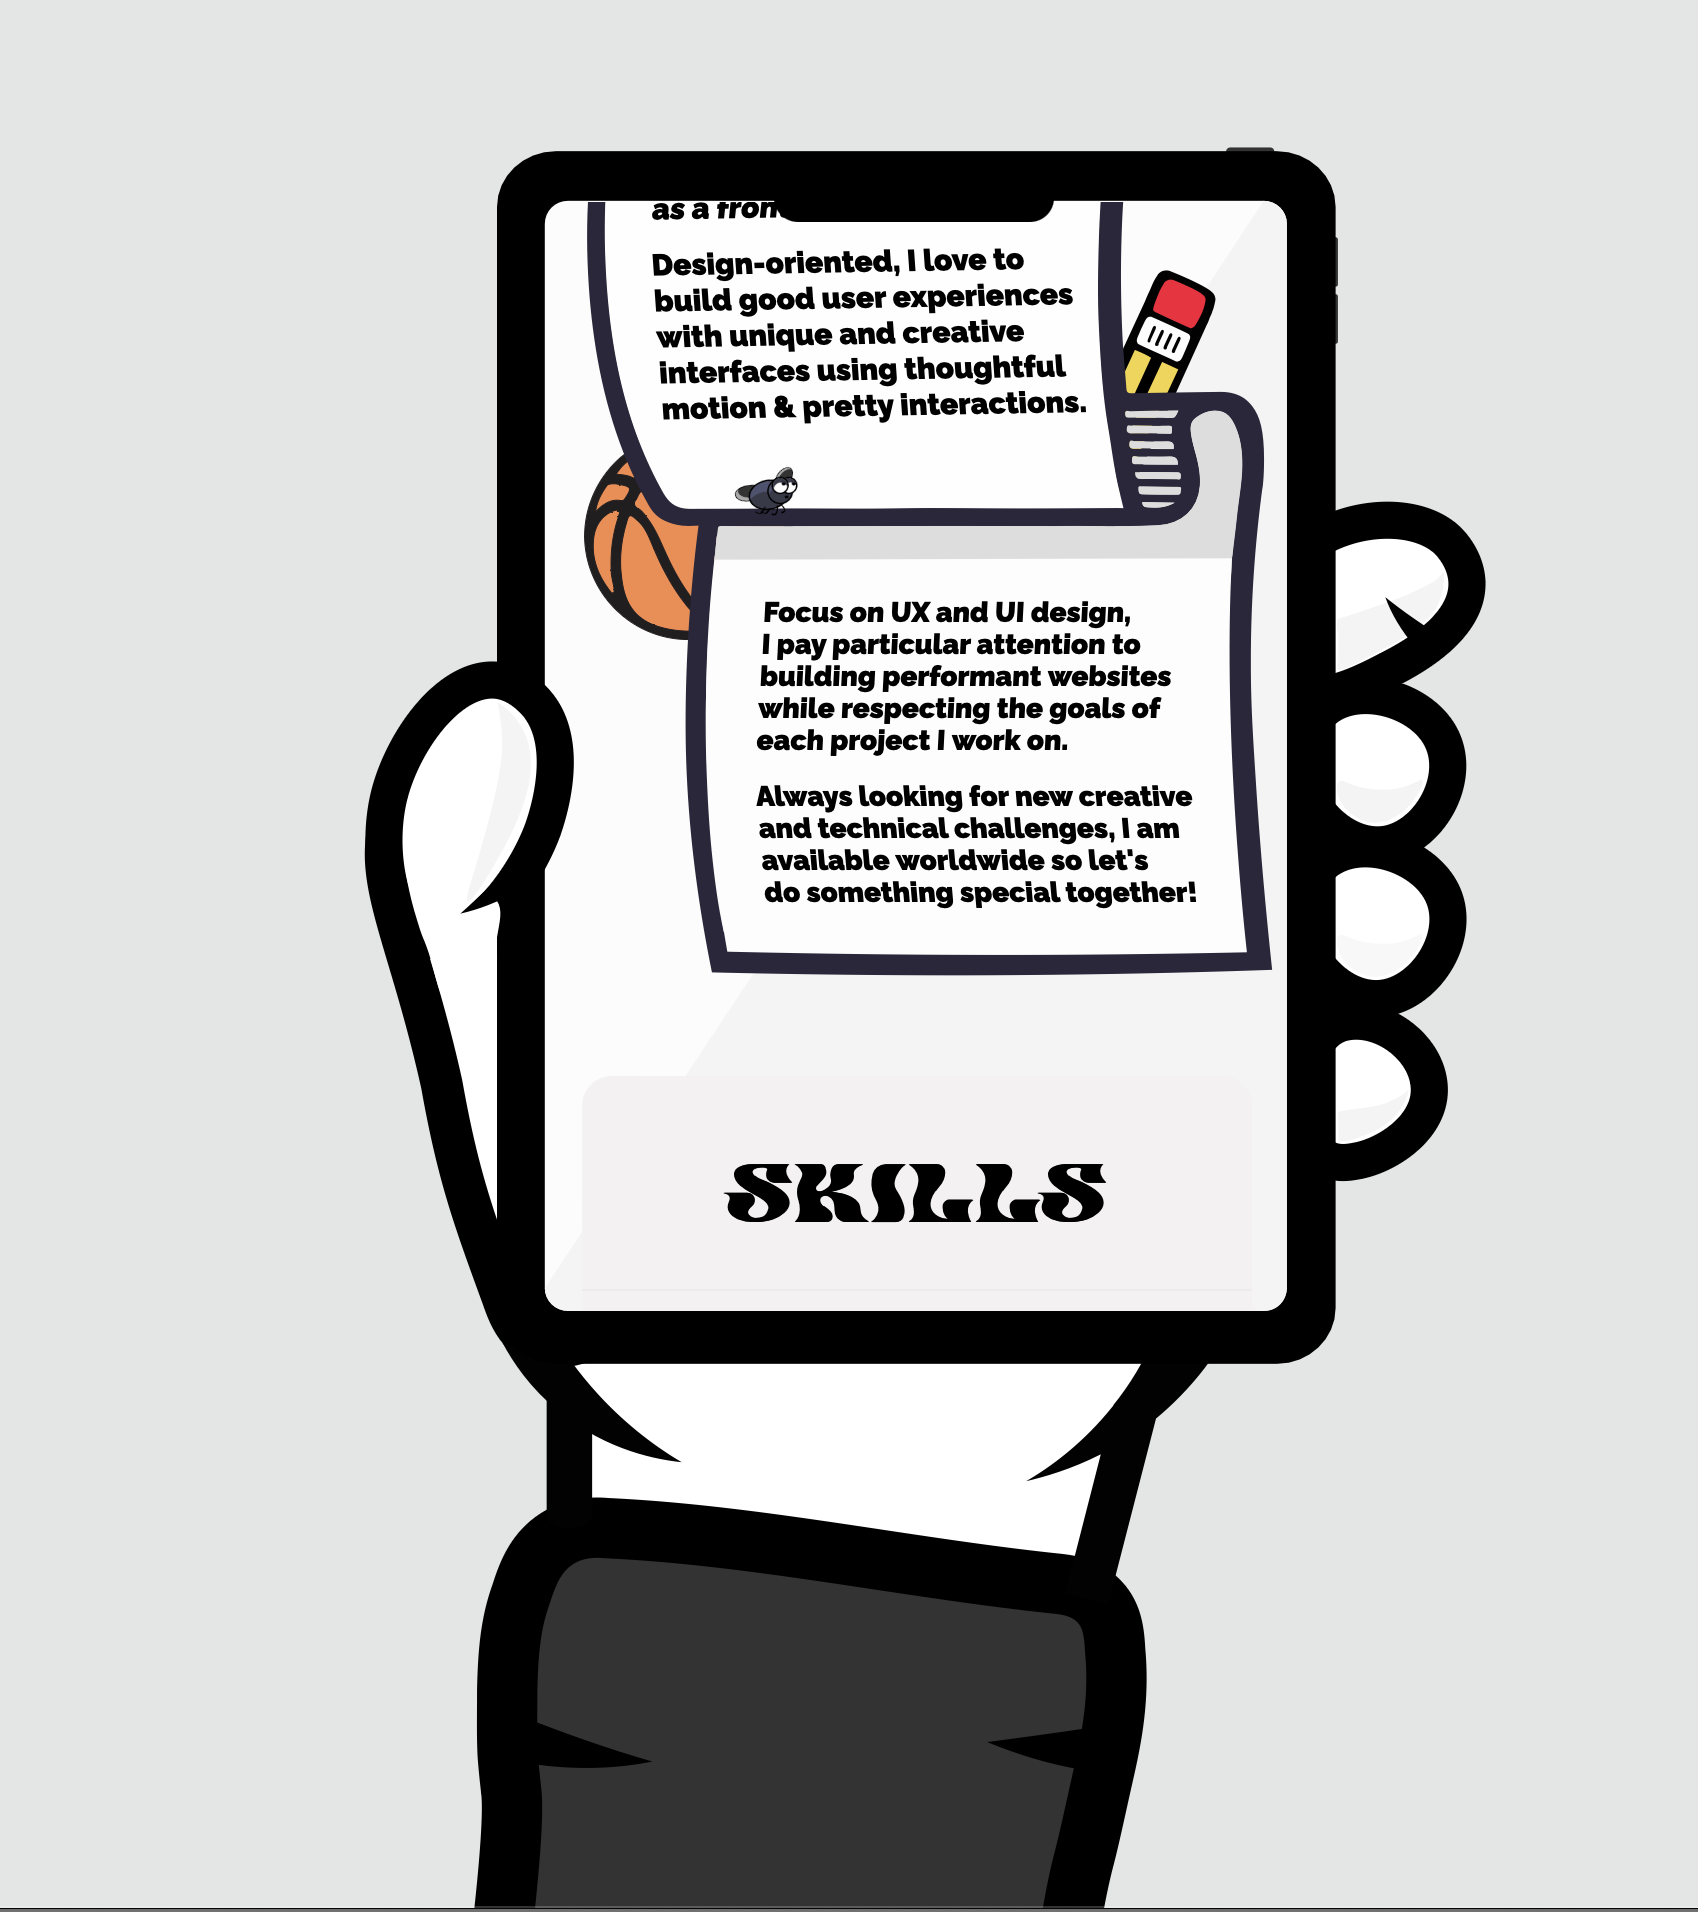 as a fron
Design-oriented, I love to
build good user experiences
with unique and creative
interfaces using thoughtful
motion & pretty interactions.
Focus on UX and UI design,
I pay particular attention to
building performant websites
while respecting the goals of
each project I work on.
Always looking for new creative
and technical challenges, I am
available worldwide so let's
do something special together!
SKILLS